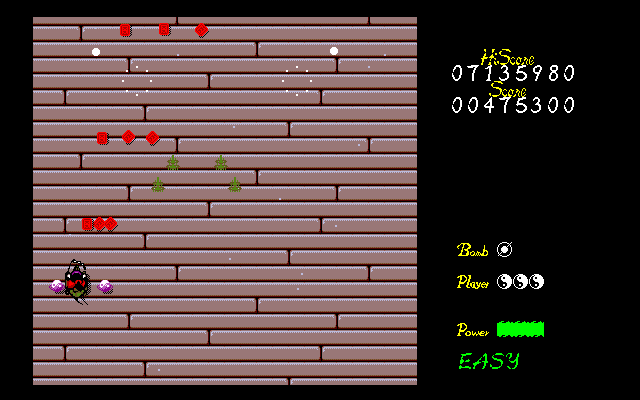 HiScore
07135980
Score
00475300
Bomb
Player
Power
EASY